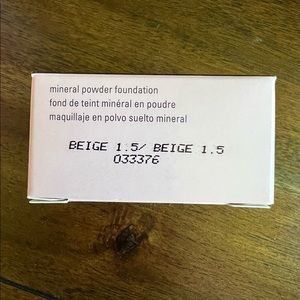 mineral powder foundation
fond de teint minéral en poudre
maquillaje en polvo suelto mineral
BEIGE 1.5/ BEIGE 1.5
033376